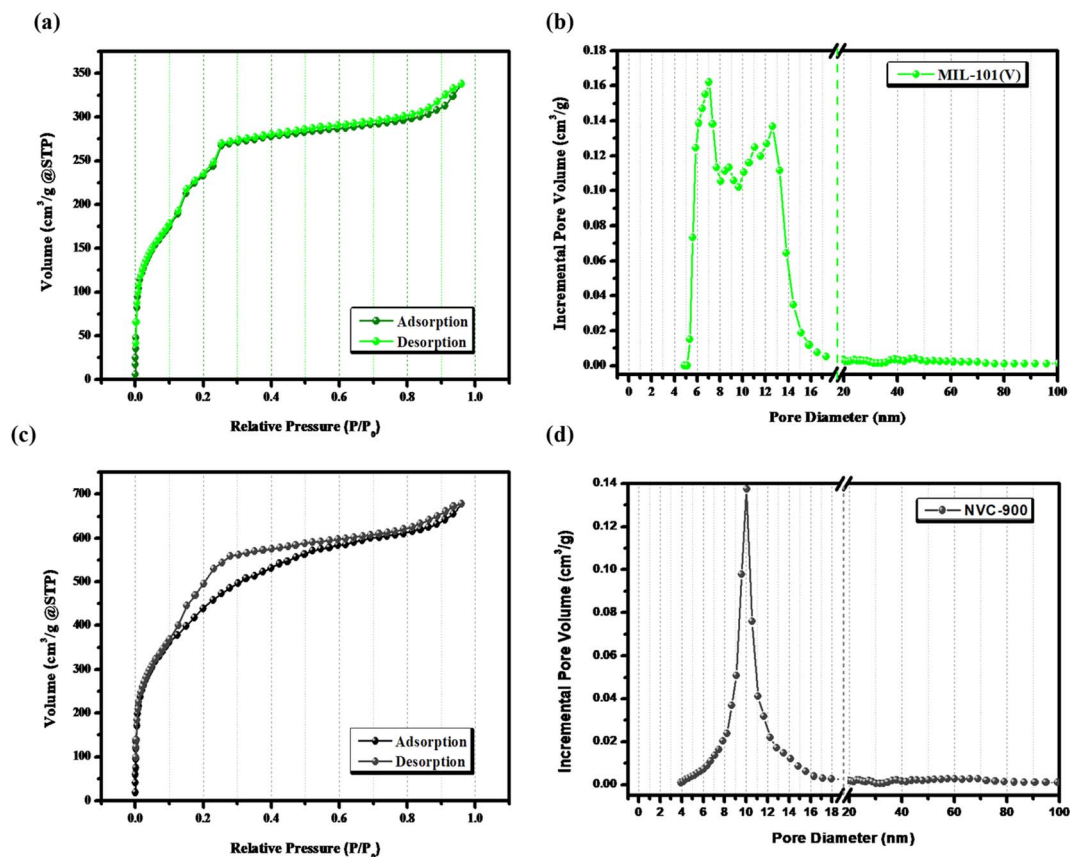 (a)
Volume (cm³/g @STP)
350
300
250
200
150
100
50
0
Adsorption
Desorption
0.0 0.2 0.4 0.6 0.8 1.0
Relative Pressure {P/P₀}
(b)
Incremental Pore Volume (cm³/g)
0.18
0.16
0.14
0.12
0.10
0.08
0.06
0.04
0.02
0.00
MIL-101(V)
0 2 4 6 8 10 12 14 16 18 20 40 60 80 100
Pore Diameter (nm)
(c)
Volume (cm³/g @STP)
700
600
500
400
300
200
100
0
Adsorption
Desorption
0.0 0.2 0.4 0.6 0.8 1.0
Relative Pressure {P/P₀}
(d)
Incremental Pore Volume (cm³/g)
0.14
0.12
0.10
0.08
0.06
0.04
0.02
0.00
NVC-900
0 2 4 6 8 10 12 14 16 18 20 40 60 80 100
Pore Diameter (nm)